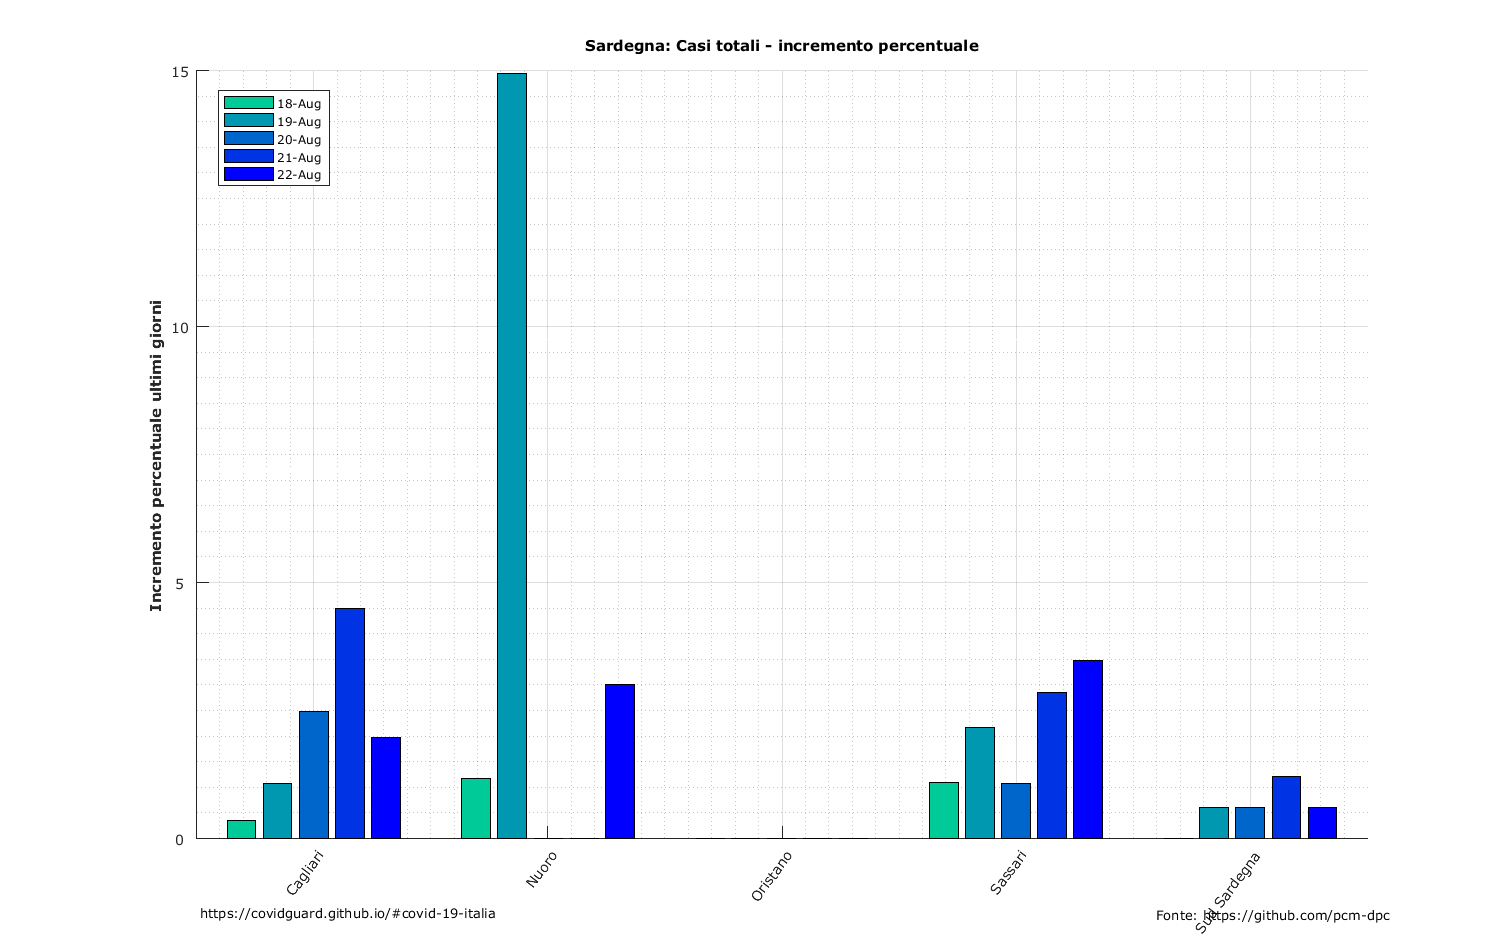 Sardegna: Casi totali - incremento percentuale
15
18-Aug
19-Aug
20-Aug
21-Aug
22-Aug
Incremento percentuale ultimi giorni
10
5
0
Cagliari
Nuoro
Oristano
Sassari
Sud Sardegna
https://covidguard.github.io/#covid-19-italia
Fonte: https://github.com/pcm-dpc